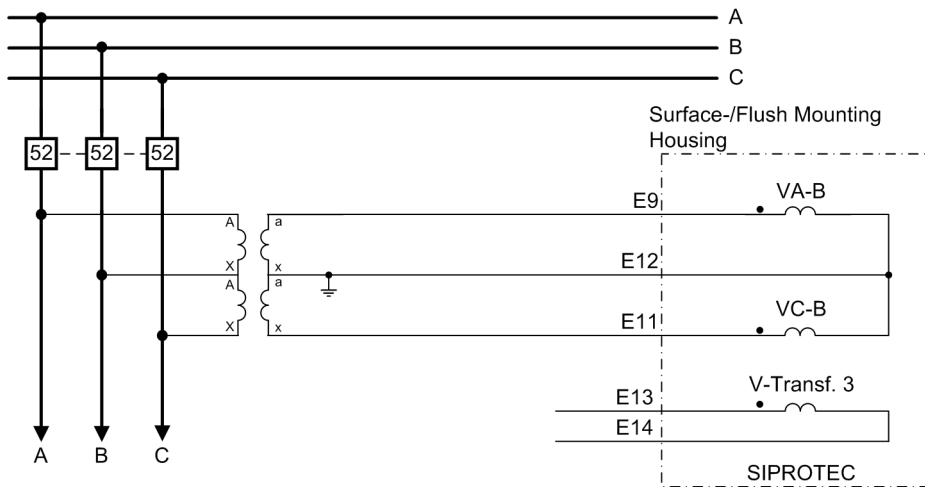 A
B
C
Surface-/Flush Mounting
Housing
52
52
52
VA-B
E9
A
a
E12
X
x
A
a
VC-B
E11
X
x
V-Transf. 3
E13
E14
A
B
C
SIPROTEC